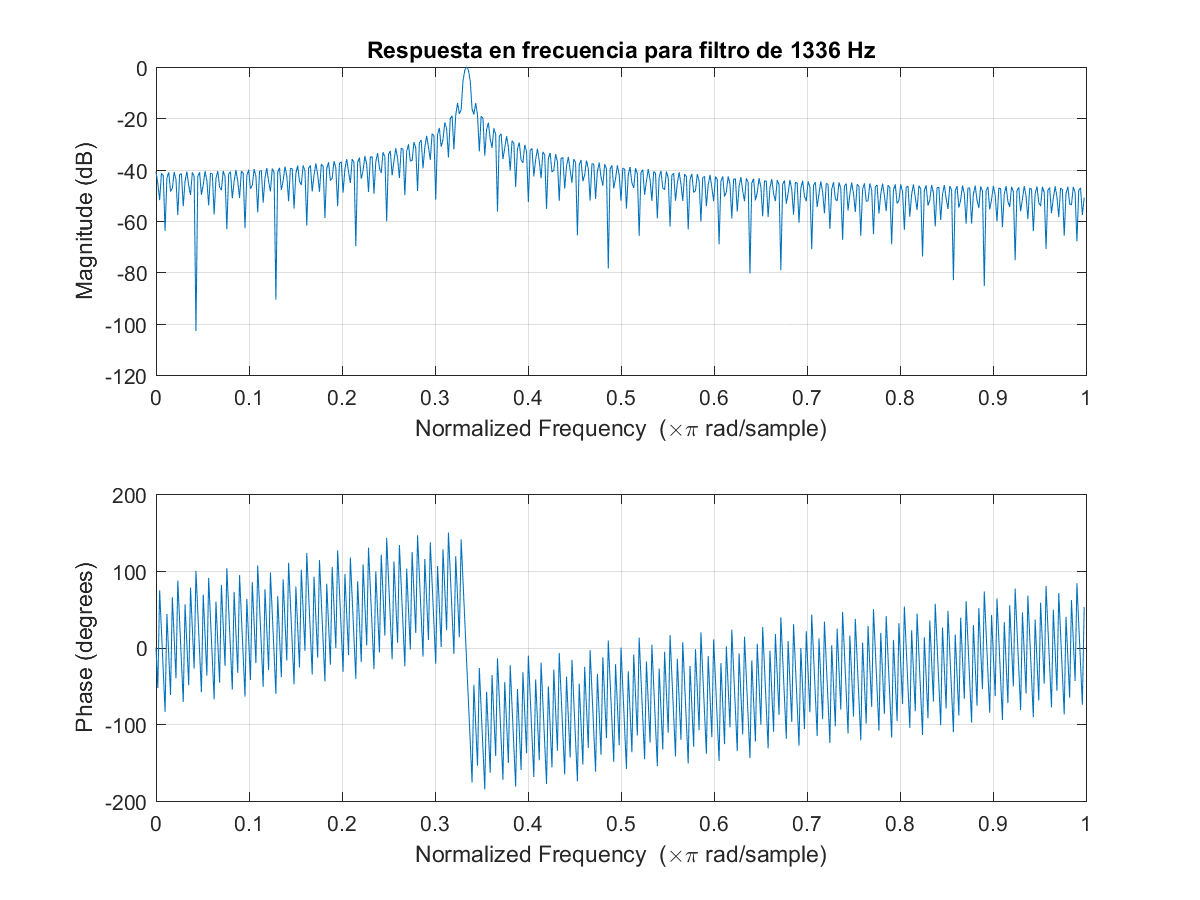 Respuesta en frecuencia para filtro de 1336 Hz
Magnitude (dB)
0
-20
-40
-60
-80
-100
-120
0 0.1 0.2 0.3 0.4 0.5 0.6 0.7 0.8 0.9 1
Normalized Frequency (×π rad/sample)
Phase (degrees)
200
100
0
-100
-200
0 0.1 0.2 0.3 0.4 0.5 0.6 0.7 0.8 0.9 1
Normalized Frequency (×π rad/sample)